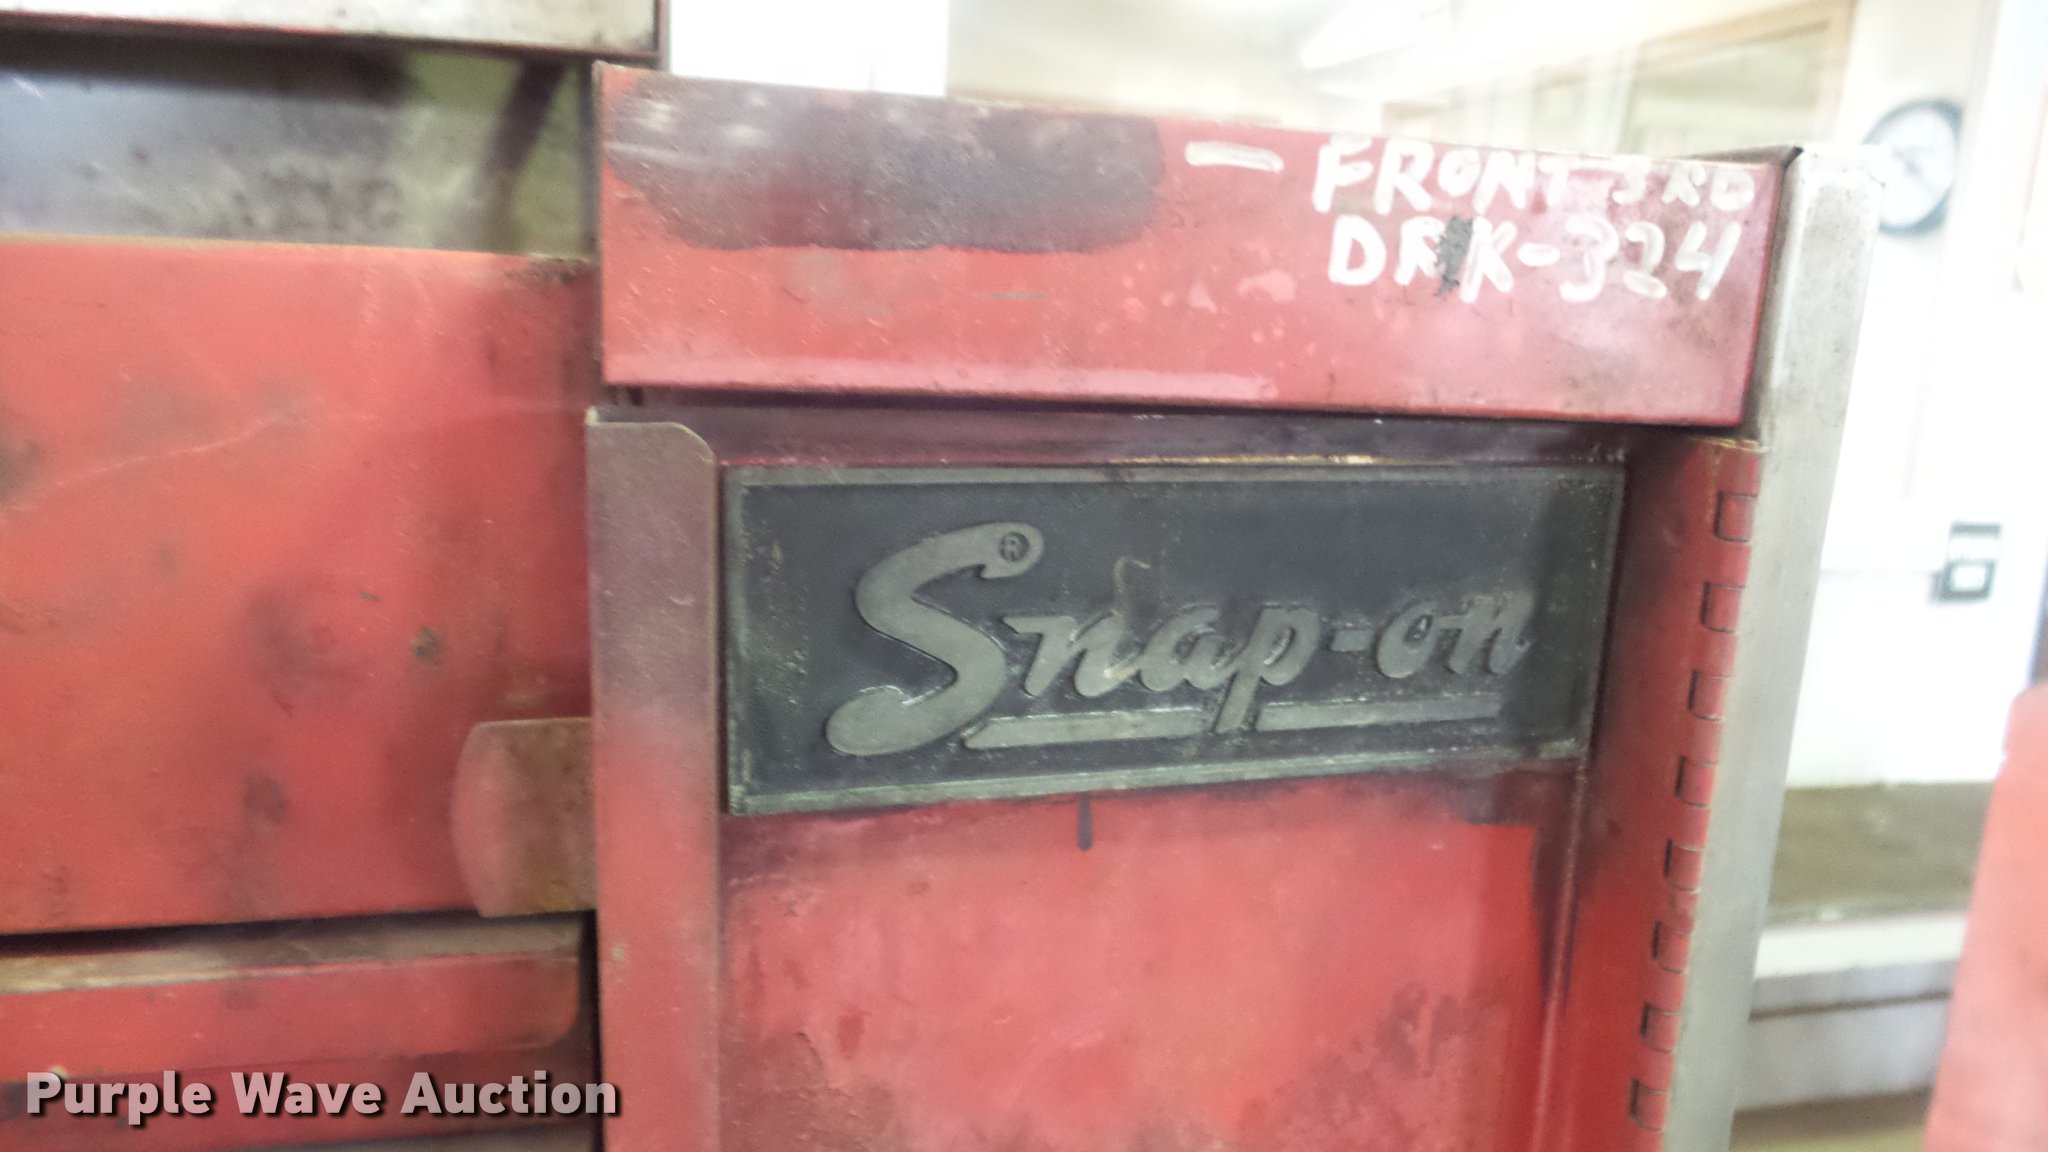 — FRONT 3RD
DRK-324
Snap-on®
Purple Wave Auction